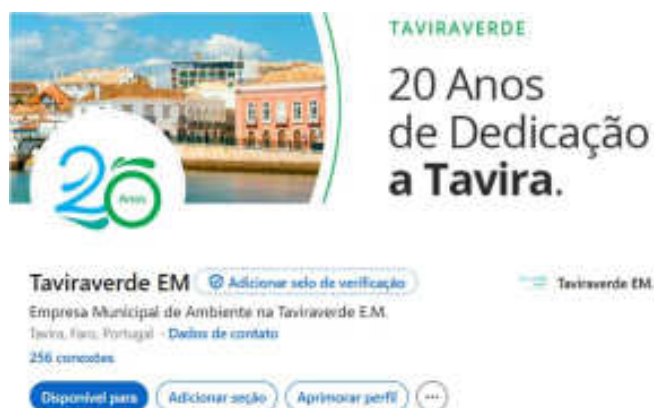 TAVIRAVERDE
20 Anos
de Dedicação
a Tavira.
20
Anos
Taviraverde EM Adicionar selo de verificação
Taviraverde EM
Empresa Municipal de Ambiente na Taviraverde E.M.
Tavira, Faro, Portugal · Dados de contato
256 conexões
Disponível para Adicionar seção Aprimorar perfil ...